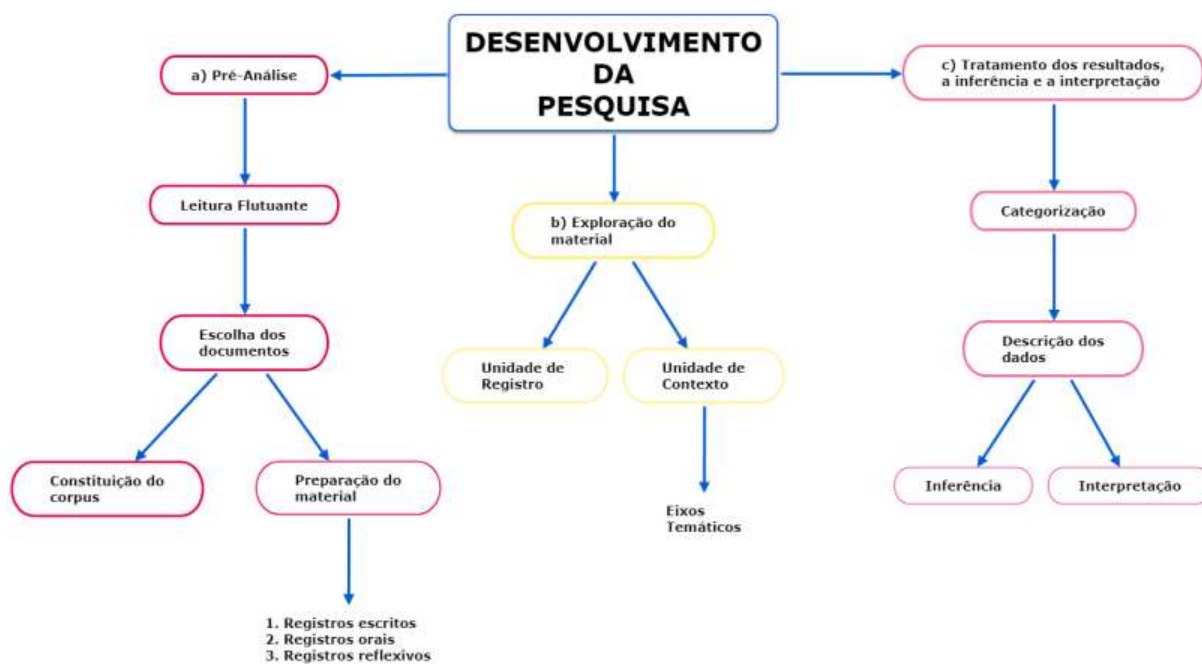 DESENVOLVIMENTO
DA
PESQUISA
a) Pré-Análise
Leitura Flutuante
Escolha dos
documentos
Constituição do
corpus
Preparação do
material
1. Registros escritos
2. Registros orais
3. Registros reflexivos
b) Exploração do
material
Unidade de
Registro
Unidade de
Contexto
Eixos
Temáticos
c) Tratamento dos resultados,
a inferência e a interpretação
Categorização
Descrição dos
dados
Inferência
Interpretação